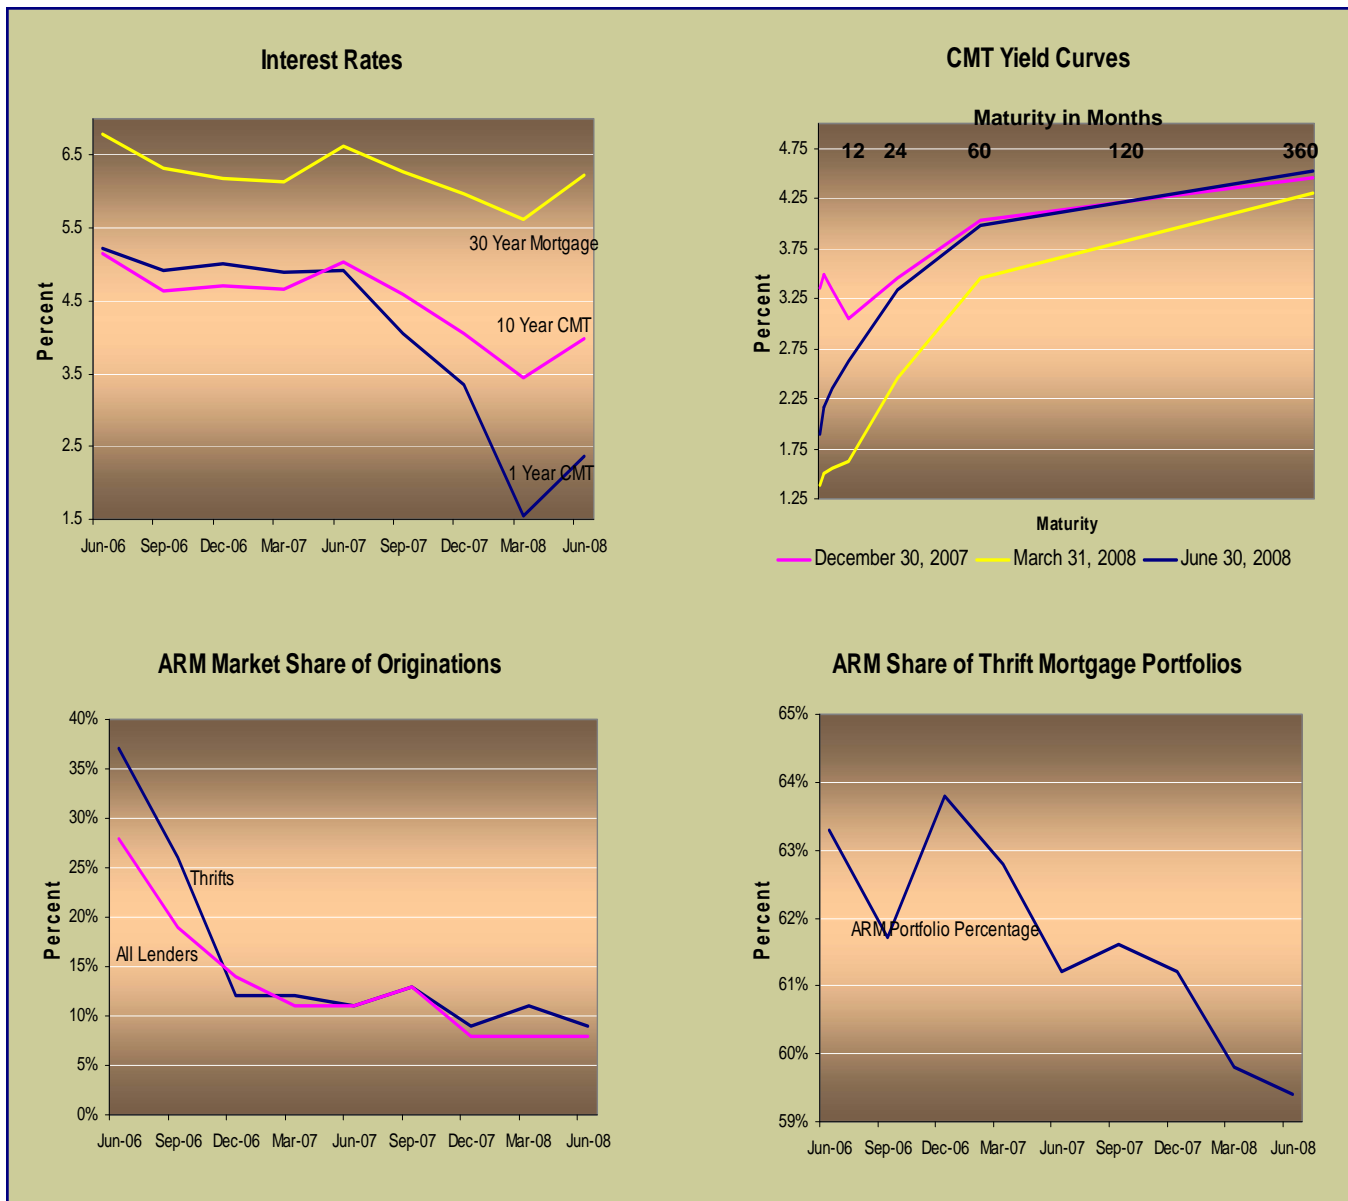 Interest Rates
Percent
6.5
5.5
4.5
3.5
2.5
1.5
30 Year Mortgage
10 Year CMT
1 Year CMT
Jun-06 Sep-06 Dec-06 Mar-07 Jun-07 Sep-07 Dec-07 Mar-08 Jun-08
CMT Yield Curves
Maturity in Months
12 24 60 120 360
Percent
4.75
4.25
3.75
3.25
2.75
2.25
1.75
1.25
Maturity
December 30, 2007 March 31, 2008 June 30, 2008
ARM Market Share of Originations
Percent
40%
35%
30%
25%
20%
15%
10%
5%
0%
Thrifts
All Lenders
Jun-06 Sep-06 Dec-06 Mar-07 Jun-07 Sep-07 Dec-07 Mar-08 Jun-08
ARM Share of Thrift Mortgage Portfolios
Percent
65%
64%
63%
62%
61%
60%
59%
ARM Portfolio Percentage
Jun-06 Sep-06 Dec-06 Mar-07 Jun-07 Sep-07 Dec-07 Mar-08 Jun-08